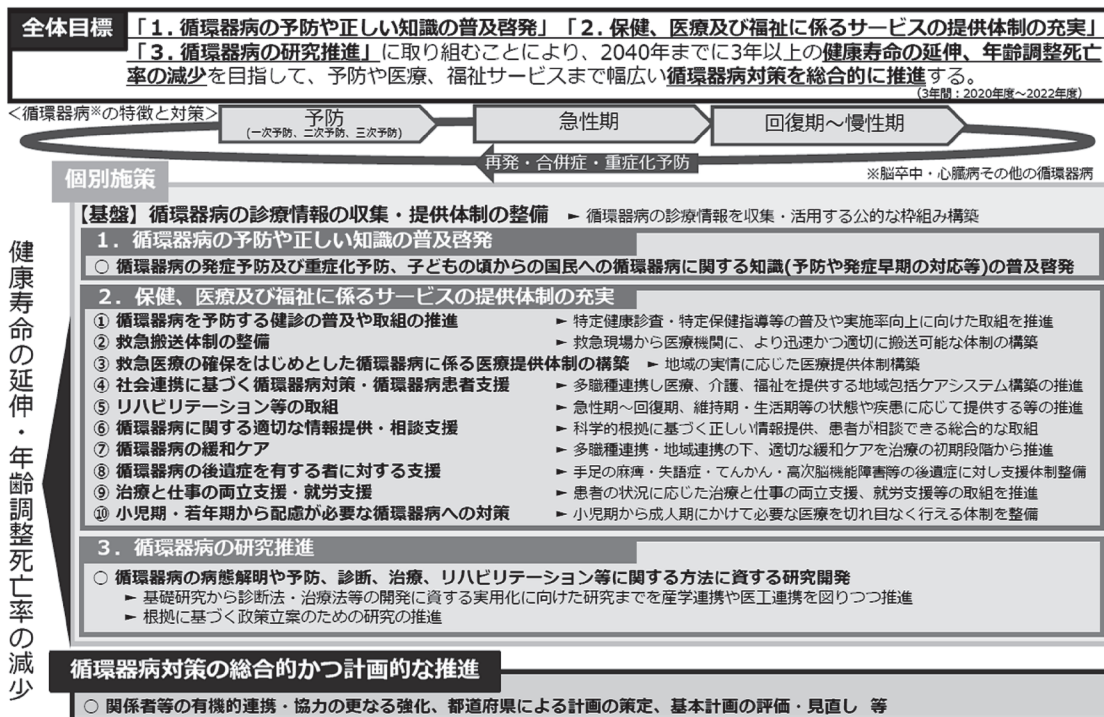 全体目標
「1. 循環器病の予防や正しい知識の普及啓発」「2. 保健、医療及び福祉に係るサービスの提供体制の充実」
「3. 循環器病の研究推進」に取り組むことにより、2040年までに3年以上の健康寿命の延伸、年齢調整死亡
率の減少を目指して、予防や医療、福祉サービスまで幅広い循環器病対策を総合的に推進する。
(3年間:2020年度~2022年度)
<循環器病※の特徴と対策>
予防
(一次予防、二次予防、三次予防)
急性期
回復期~慢性期
再発・合併症・重症化予防
※脳卒中・心臓病その他の循環器病
個別施策
【基盤】循環器病の診療情報の収集・提供体制の整備 ► 循環器病の診療情報を収集・活用する公的な枠組み構築
1. 循環器病の予防や正しい知識の普及啓発
○ 循環器病の発症予防及び重症化予防、子どもの頃からの国民への循環器病に関する知識(予防や発症早期の対応等)の普及啓発
2. 保健、医療及び福祉に係るサービスの提供体制の充実
① 循環器病を予防する健診の普及や取組の推進 ► 特定健康診査・特定保健指導等の普及や実施率向上に向けた取組を推進
② 救急搬送体制の整備 ► 救急現場から医療機関に、より迅速かつ適切に搬送可能な体制の構築
③ 救急医療の確保をはじめとした循環器病に係る医療提供体制の構築 ► 地域の実情に応じた医療提供体制構築
④ 社会連携に基づく循環器病対策・循環器病患者支援 ► 多職種連携し医療、介護、福祉を提供する地域包括ケアシステム構築の推進
⑤ リハビリテーション等の取組 ► 急性期~回復期、維持期・生活期等の状態や疾患に応じて提供する等の推進
⑥ 循環器病に関する適切な情報提供・相談支援 ► 科学的根拠に基づく正しい情報提供、患者が相談できる総合的な取組
⑦ 循環器病の緩和ケア ► 多職種連携・地域連携の下、適切な緩和ケアを治療の初期段階から推進
⑧ 循環器病の後遺症を有する者に対する支援 ► 手足の麻痺・失語症・てんかん・高次脳機能障害等の後遺症に対し支援体制整備
⑨ 治療と仕事の両立支援・就労支援 ► 患者の状況に応じた治療と仕事の両立支援、就労支援等の取組を推進
⑩ 小児期・若年期から配慮が必要な循環器病への対策 ► 小児期から成人期にかけて必要な医療を切れ目なく行える体制を整備
3. 循環器病の研究推進
○ 循環器病の病態解明や予防、診断、治療、リハビリテーション等に関する方法に資する研究開発
► 基礎研究から診断法・治療法等の開発に資する実用化に向けた研究までを産学連携や医工連携を図りつつ推進
► 根拠に基づく政策立案のための研究の推進
健康寿命の延伸・年齢調整死亡率の減少
循環器病対策の総合的かつ計画的な推進
○ 関係者等の有機的連携・協力の更なる強化、都道府県による計画の策定、基本計画の評価・見直し 等